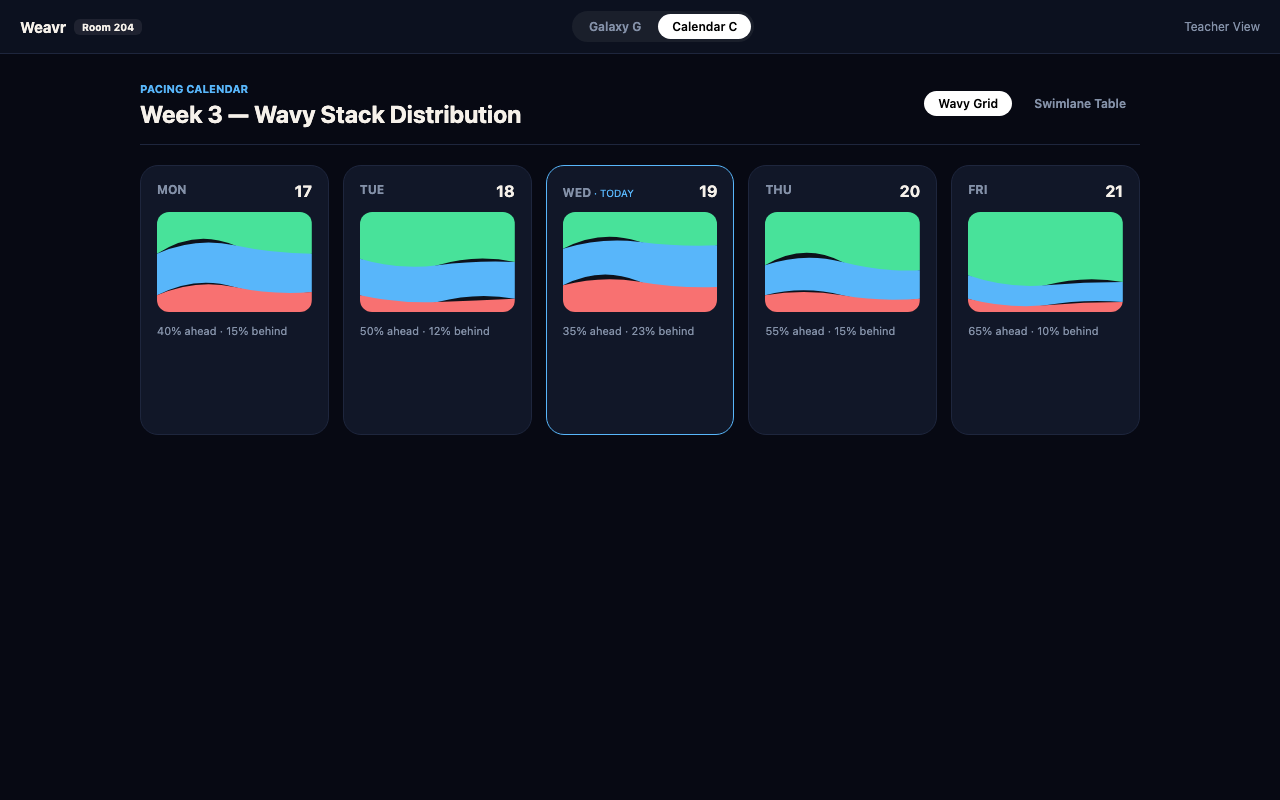 Weavr Room 204 Galaxy G Calendar C Teacher View
PACING CALENDAR
Week 3 — Wavy Stack Distribution
Wavy Grid Swimlane Table
MON 17
40% ahead · 15% behind
TUE 18
50% ahead · 12% behind
WED · TODAY 19
35% ahead · 23% behind
THU 20
55% ahead · 15% behind
FRI 21
65% ahead · 10% behind